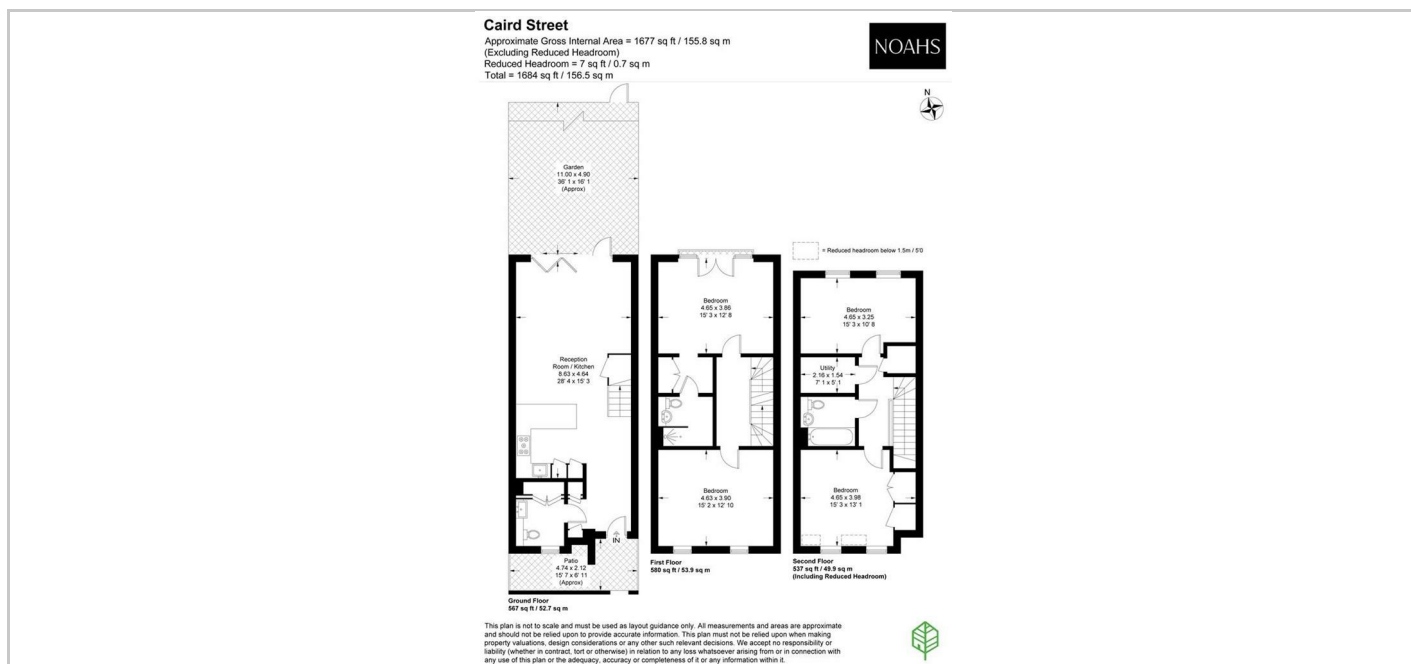 Caird Street
Approximate Gross Internal Area = 1677 sq ft / 155.8 sq m
(Excluding Reduced Headroom)
Reduced Headroom = 7 sq ft / 0.7 sq m
Total = 1684 sq ft / 156.5 sq m
NOAHS
N
Garden
11.00 x 4.90
36' 1 x 16' 1
(Approx)
= Reduced headroom below 1.5m / 5'0
Reception
Room / Kitchen
8.63 x 4.64
28' 4 x 15' 3
IN
Patio
4.74 x 2.12
15' 7 x 6' 11
(Approx)
Ground Floor
567 sq ft / 52.7 sq m
Bedroom
4.65 x 3.86
15' 3 x 12' 8
Bedroom
4.63 x 3.90
15' 2 x 12' 10
First Floor
580 sq ft / 53.9 sq m
Bedroom
4.65 x 3.25
15' 3 x 10' 8
Utility
2.16 x 1.54
7' 1 x 5' 1
Bedroom
4.65 x 3.98
15' 3 x 13' 1
Second Floor
537 sq ft / 49.9 sq m
(Including Reduced Headroom)
This plan is not to scale and must be used as layout guidance only. All measurements and areas are approximate
and should not be relied upon to provide accurate information. This plan must not be relied upon when making
property valuations, design considerations or any other such relevant decisions. We accept no responsibility or
liability (whether in contract, tort or otherwise) in relation to any loss whatsoever arising from or in connection with
any use of this plan or the adequacy, accuracy or completeness of it or any information within it.